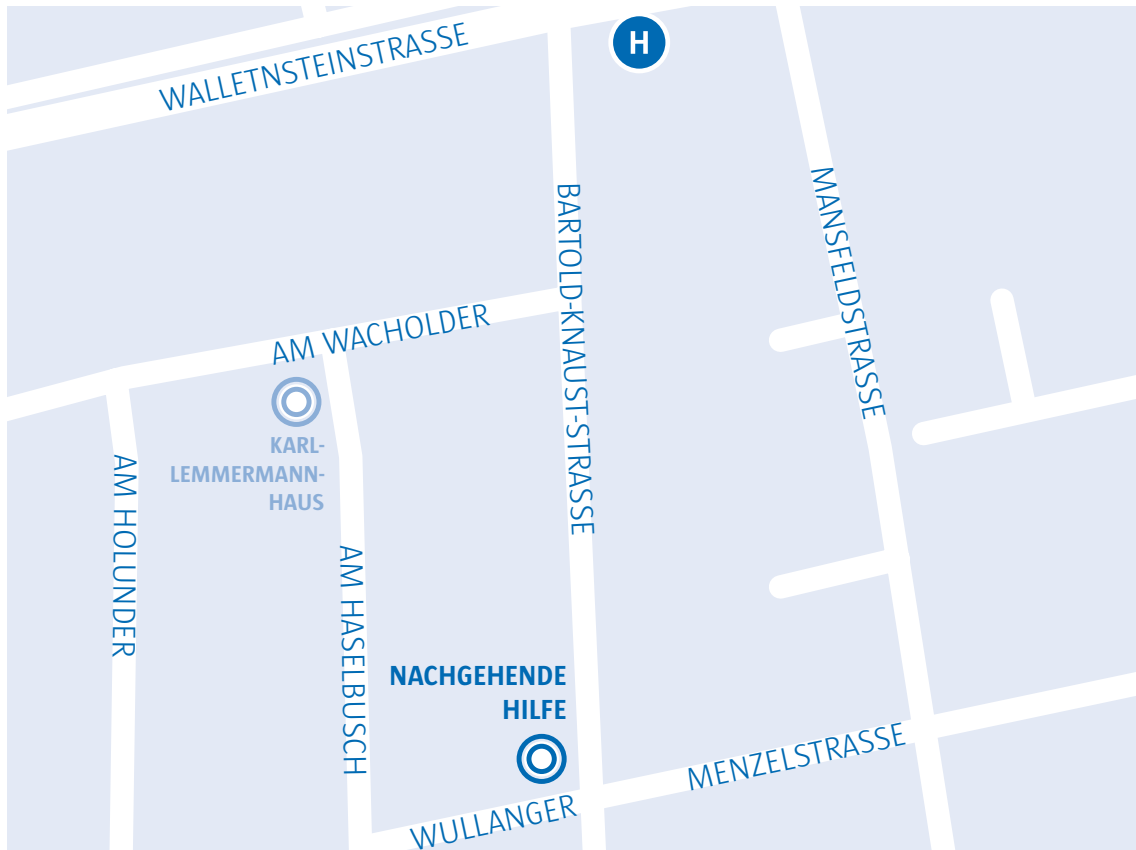 H
WALLETNSTEINSTRASSE
BARTOLD-KNAUST-STRASSE
MANSFELDSTRASSE
AM WACHOLDER
KARL-
LEMMERMANN-
HAUS
AM HOLUNDER
AM HASELBUSCH
NACHGEHENDE
HILFE
MENZELSTRASSE
WULLANGER